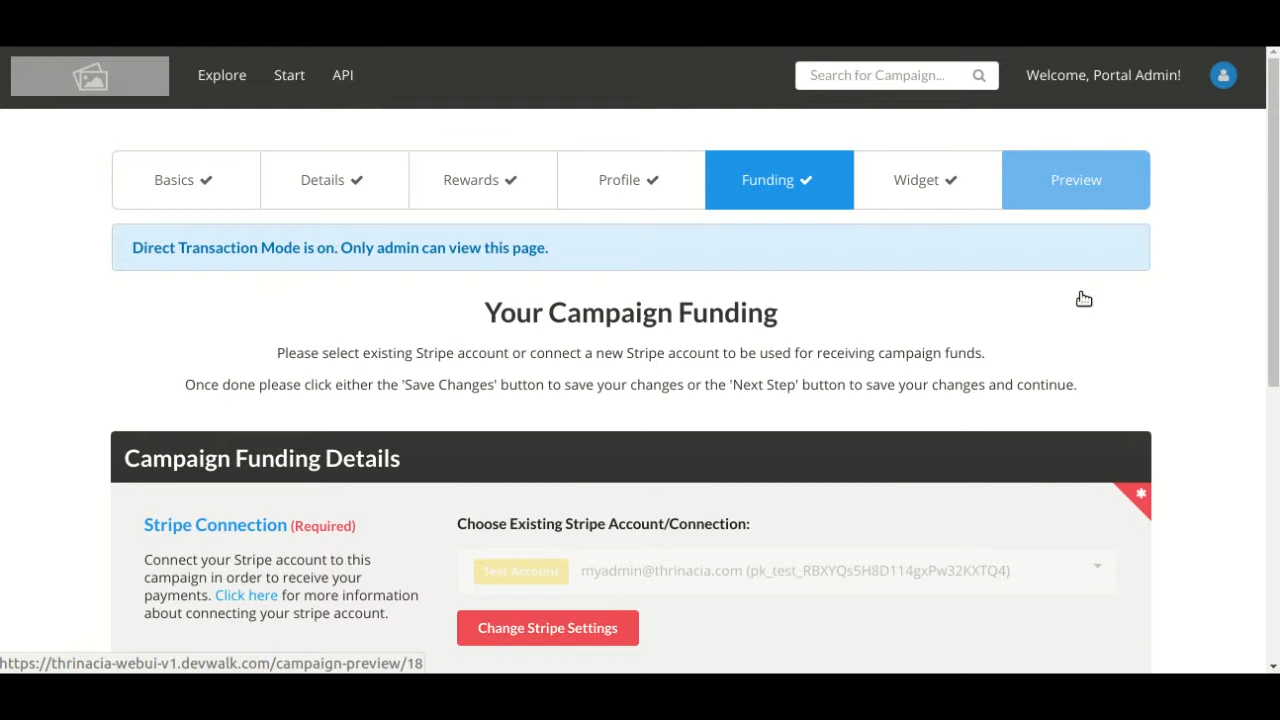 Explore Start API Search for Campaign... Welcome, Portal Admin!
Basics Details Rewards Profile Funding Widget Preview
Direct Transaction Mode is on. Only admin can view this page.
Your Campaign Funding
Please select existing Stripe account or connect a new Stripe account to be used for receiving campaign funds.
Once done please click either the 'Save Changes' button to save your changes or the 'Next Step' button to save your changes and continue.
Campaign Funding Details
Stripe Connection (Required)
Connect your Stripe account to this
campaign in order to receive your
payments. Click here for more information
about connecting your stripe account.
Choose Existing Stripe Account/Connection:
Test Account myadmin@thrinacia.com (pk_test_RBXYQs5H8D114gxPw32KXTQ4)
Change Stripe Settings
https://thrinacia-webui-v1.devwalk.com/campaign-preview/18